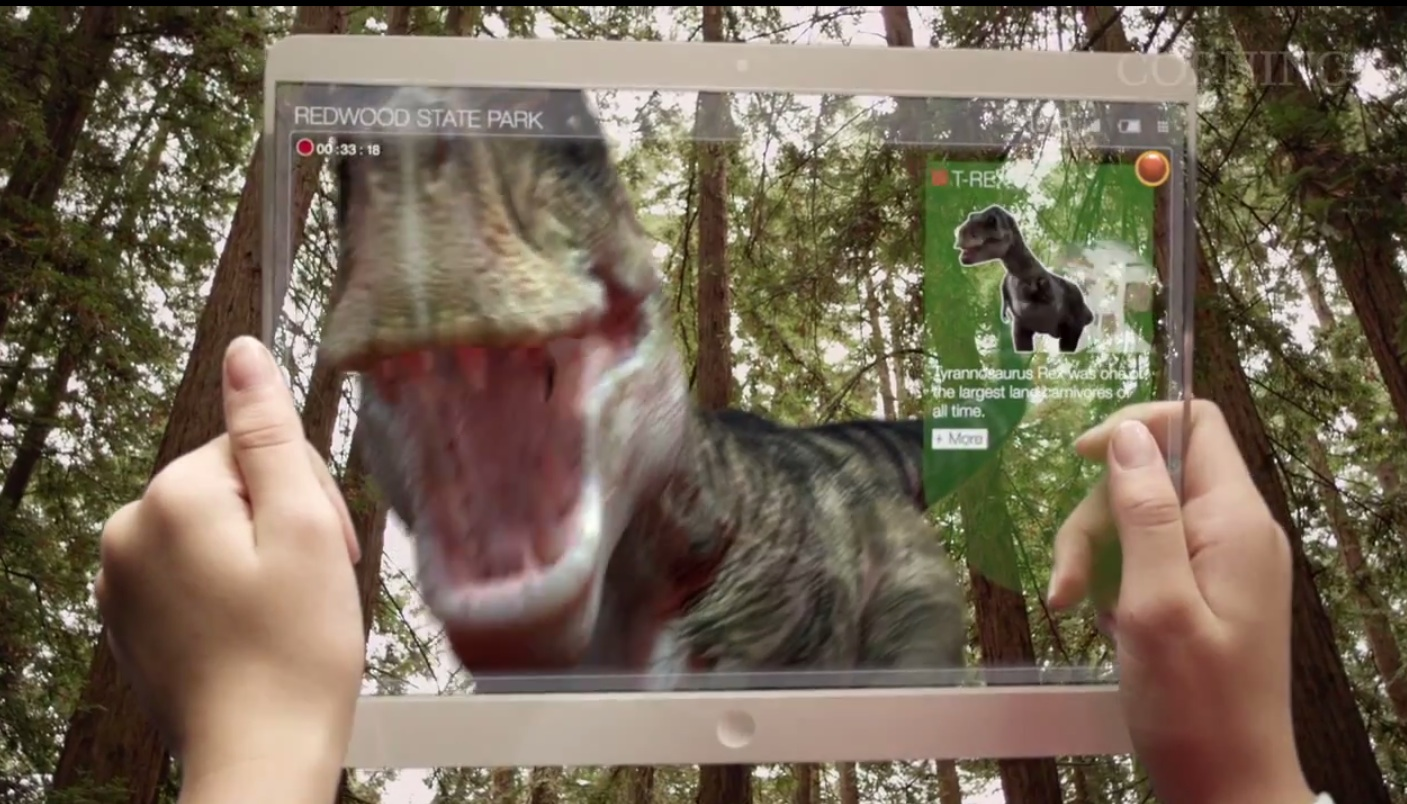 CORNING
REDWOOD STATE PARK
00:33:18
T-REX
Tyrannosaurus Rex was one of
the largest land carnivores of
all time.
+ More